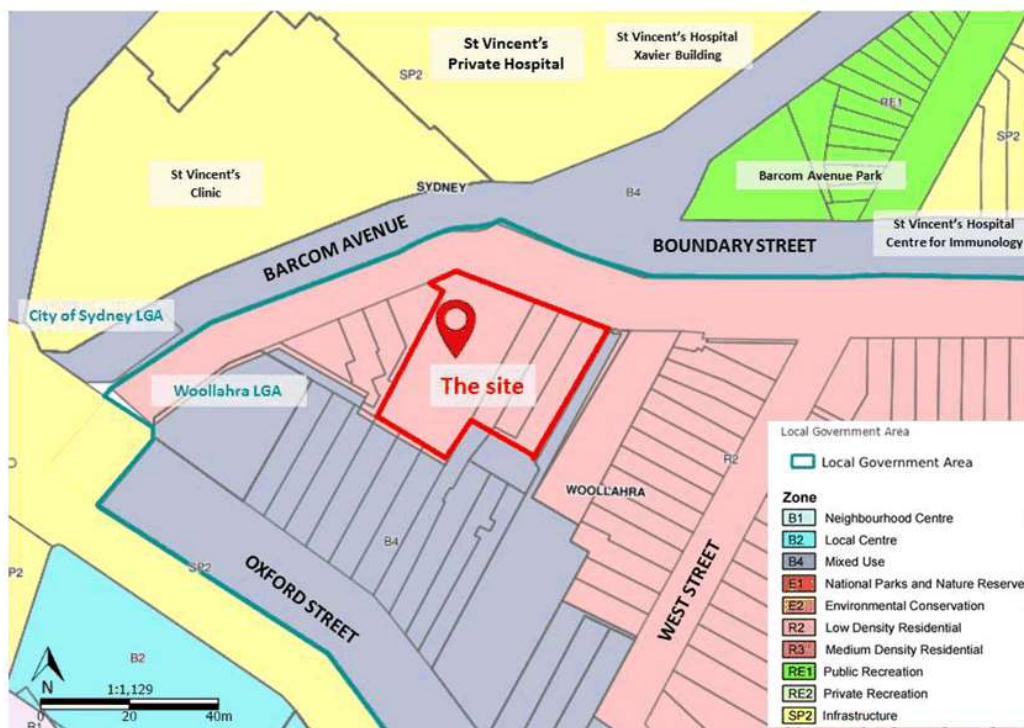 St Vincent's
Private Hospital
St Vincent's Hospital
Xavier Building
SP2
RE1
SP2
St Vincent's
Clinic
SYDNEY
B4
Barcom Avenue Park
BARCOM AVENUE
BOUNDARY STREET
St Vincent's Hospital
Centre for Immunology
City of Sydney LGA
Woollahra LGA
The site
R2
WOOLLAHRA
B4
SP2
OXFORD STREET
WEST STREET
P2
B2
B1
N
1:1,129
0 20 40m
Local Government Area
Local Government Area
Zone
B1 Neighbourhood Centre
B2 Local Centre
B4 Mixed Use
E1 National Parks and Nature Reserve
E2 Environmental Conservation
R2 Low Density Residential
R3 Medium Density Residential
RE1 Public Recreation
RE2 Private Recreation
SP2 Infrastructure